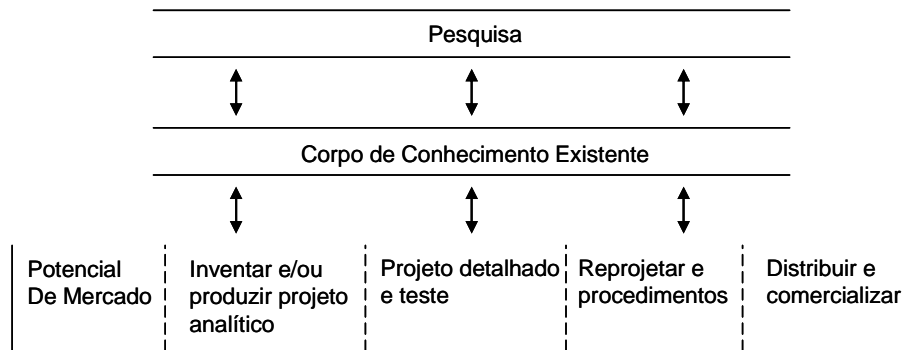 Pesquisa
Corpo de Conhecimento Existente
Potencial
De Mercado
Inventar e/ou
produzir projeto
analítico
Projeto detalhado
e teste
Reprojetar e
procedimentos
Distribuir e
comercializar